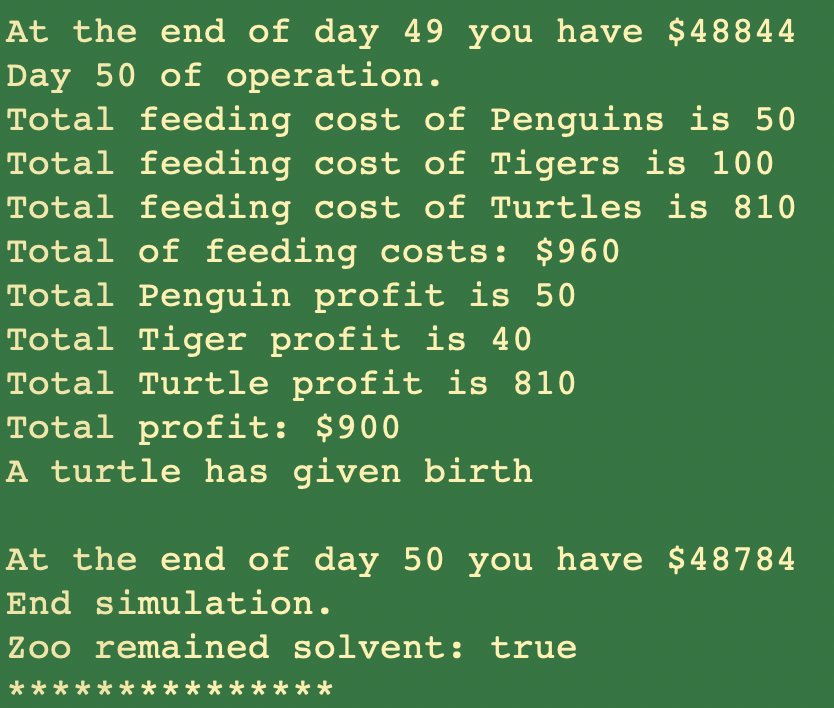 At the end of day 49 you have $48844
Day 50 of operation.
Total feeding cost of Penguins is 50
Total feeding cost of Tigers is 100
Total feeding cost of Turtles is 810
Total of feeding costs: $960
Total Penguin profit is 50
Total Tiger profit is 40
Total Turtle profit is 810
Total profit: $900
A turtle has given birth
At the end of day 50 you have $48784
End simulation.
Zoo remained solvent: true
***************